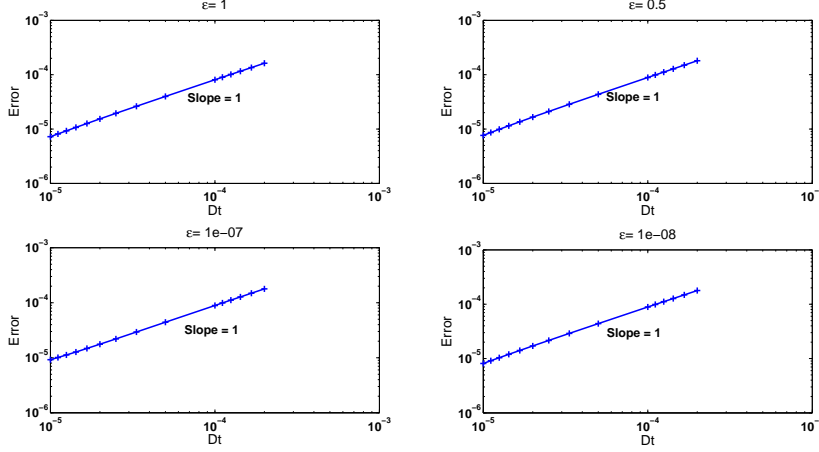 ε= 1
10⁻³
10⁻⁴
10⁻⁵
10⁻⁶
Error
Slope = 1
10⁻⁵
10⁻⁴
10⁻³
Dt
ε= 0.5
10⁻³
10⁻⁴
10⁻⁵
10⁻⁶
Error
Slope = 1
10⁻⁵
10⁻⁴
10⁻
Dt
ε= 1e−07
10⁻³
10⁻⁴
10⁻⁵
10⁻⁶
Error
Slope = 1
10⁻⁵
10⁻⁴
10⁻³
Dt
ε= 1e−08
10⁻³
10⁻⁴
10⁻⁵
10⁻⁶
Error
Slope = 1
10⁻⁵
10⁻⁴
10⁻
Dt